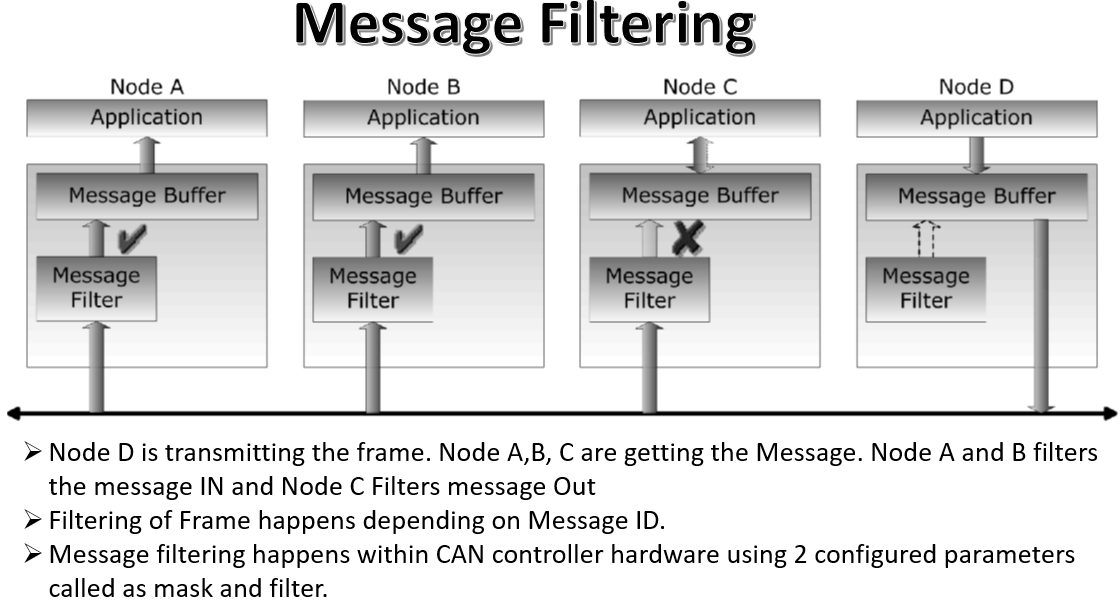 Message Filtering
Node A
Node B
Node C
Node D
Application
Application
Application
Application
Message Buffer
Message Buffer
Message Buffer
Message Buffer
Message
Filter
Message
Filter
Message
Filter
Message
Filter
➢ Node D is transmitting the frame. Node A,B, C are getting the Message. Node A and B filters
the message IN and Node C Filters message Out
➢ Filtering of Frame happens depending on Message ID.
➢ Message filtering happens within CAN controller hardware using 2 configured parameters
called as mask and filter.